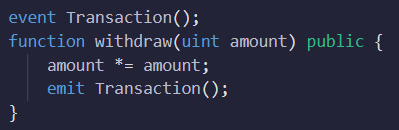 event Transaction();
function withdraw(uint amount) public {
    amount *= amount;
    emit Transaction();
}